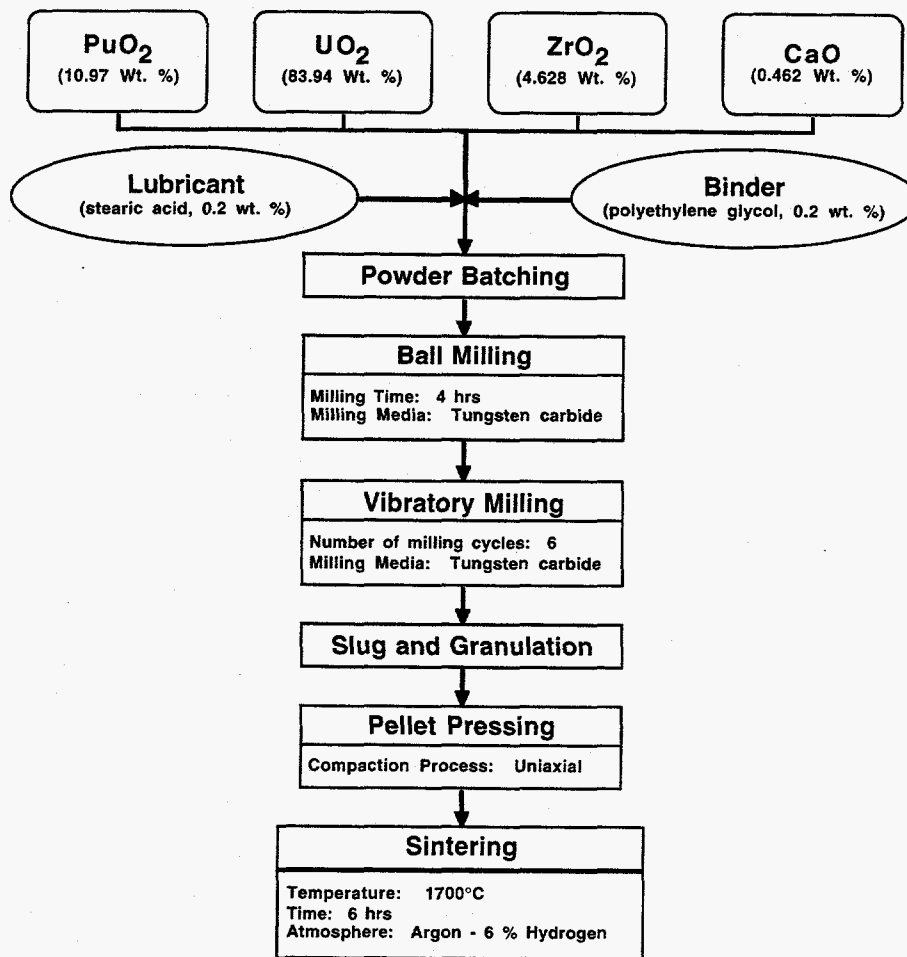 PuO2
(10.97 Wt. %)
UO2
(83.94 Wt. %)
ZrO2
(4.628 Wt. %)
CaO
(0.462 Wt. %)
Lubricant
(stearic acid, 0.2 wt. %)
Binder
(polyethylene glycol, 0.2 wt. %)
Powder Batching
Ball Milling
Milling Time: 4 hrs
Milling Media: Tungsten carbide
Vibratory Milling
Number of milling cycles: 6
Milling Media: Tungsten carbide
Slug and Granulation
Pellet Pressing
Compaction Process: Uniaxial
Sintering
Temperature: 1700°C
Time: 6 hrs
Atmosphere: Argon - 6 % Hydrogen